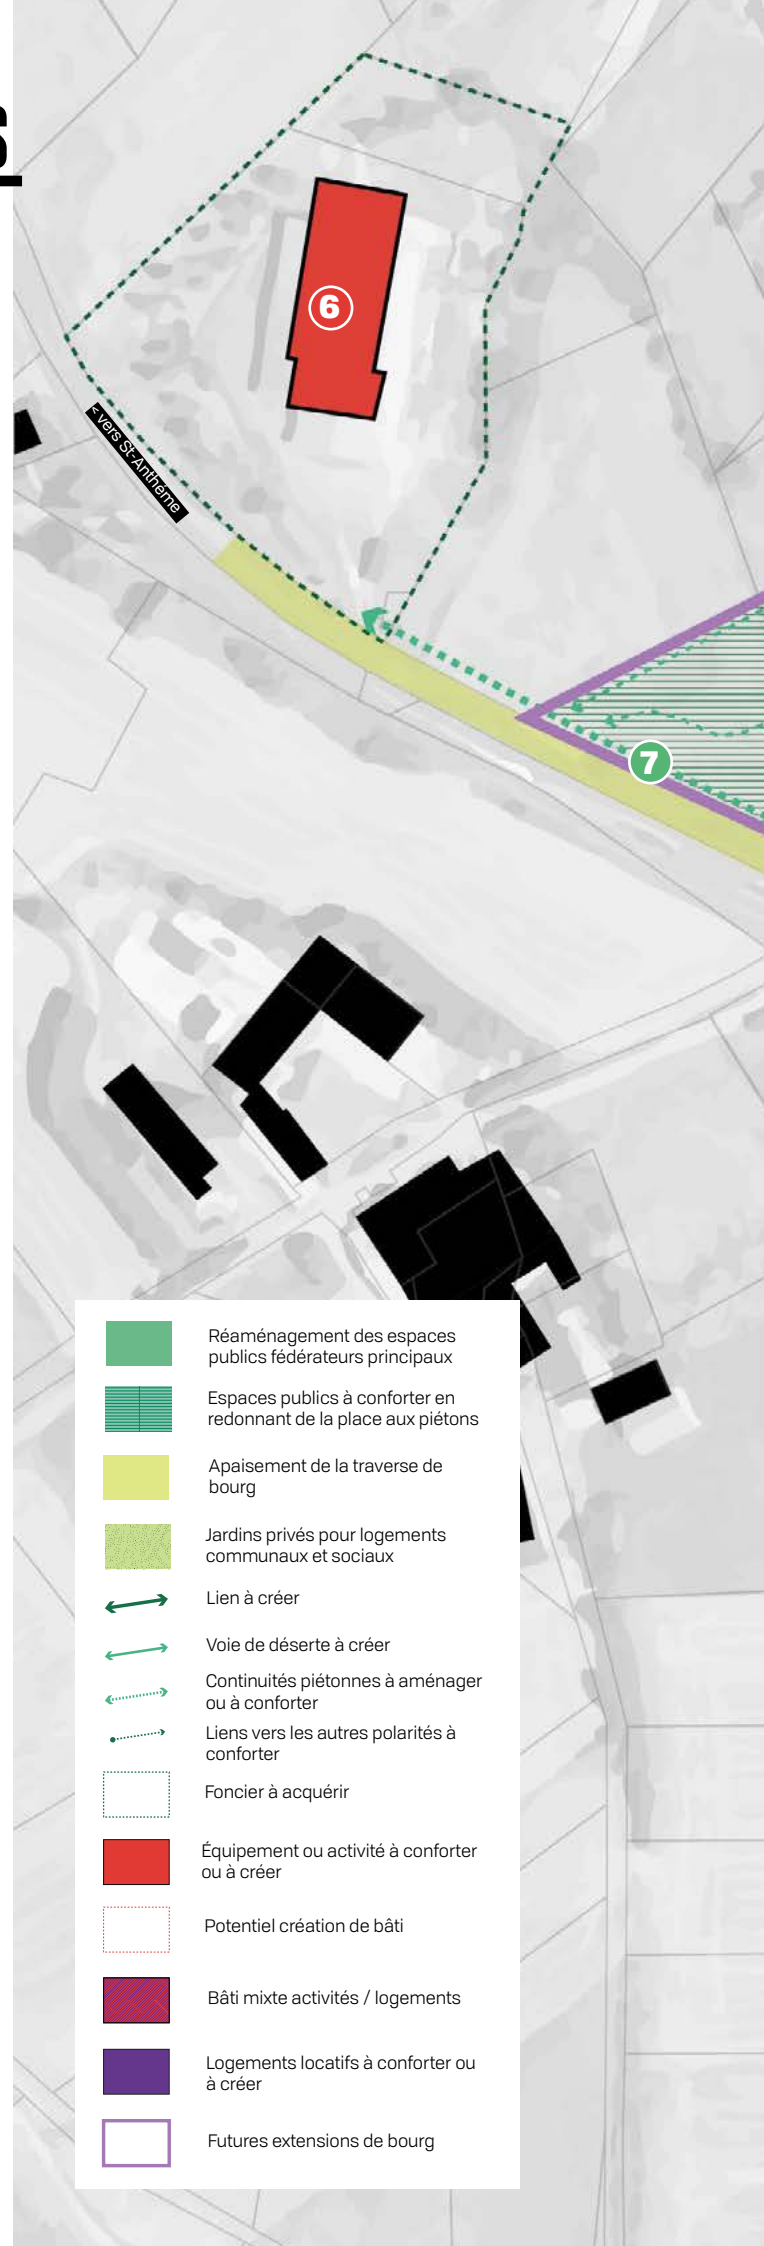 S
6
< vers St-Anthème
7
Réaménagement des espaces
publics fédérateurs principaux
Espaces publics à conforter en
redonnant de la place aux piétons
Apaisement de la traverse de
bourg
Jardins privés pour logements
communaux et sociaux
Lien à créer
Voie de déserte à créer
Continuités piétonnes à aménager
ou à conforter
Liens vers les autres polarités à
conforter
Foncier à acquérir
Équipement ou activité à conforter
ou à créer
Potentiel création de bâti
Bâti mixte activités / logements
Logements locatifs à conforter ou
à créer
Futures extensions de bourg